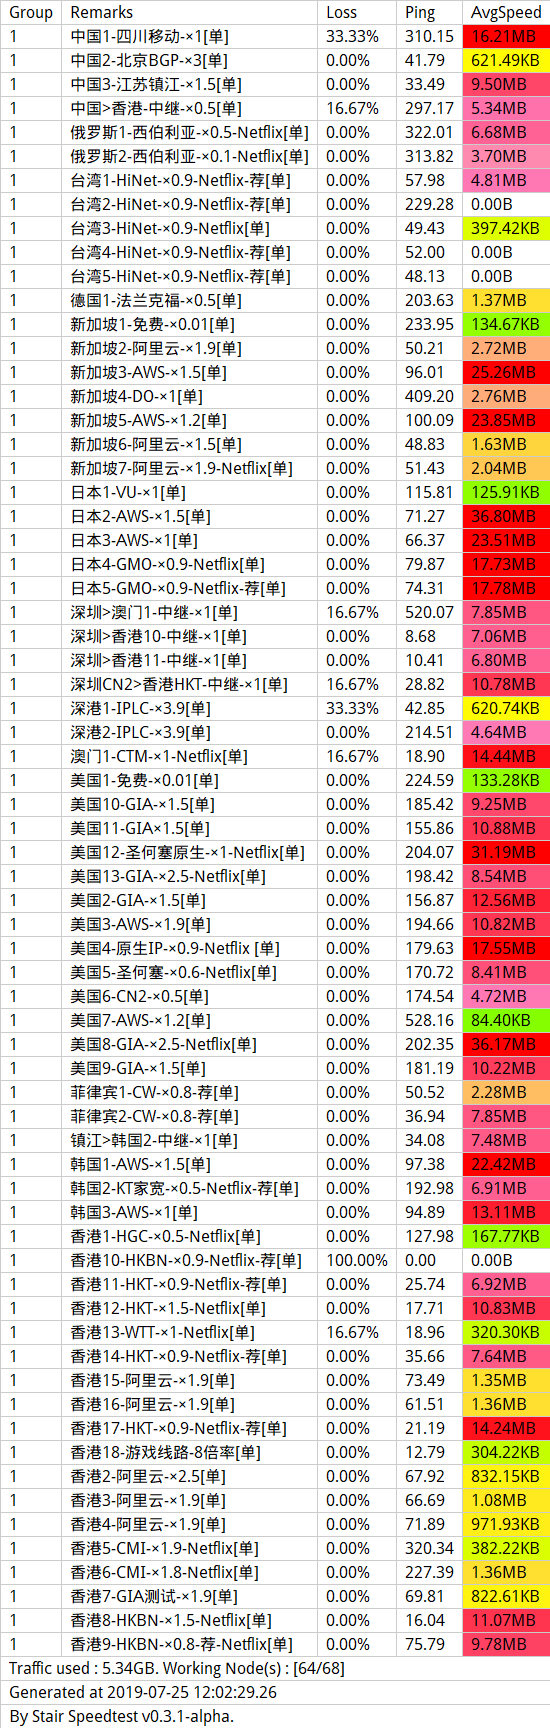 Group Remarks Loss Ping AvgSpeed
1 中国1-四川移动-×1[单] 33.33% 310.15 16.21MB
1 中国2-北京BGP-×3[单] 0.00% 41.79 621.49KB
1 中国3-江苏镇江-×1.5[单] 0.00% 33.49 9.50MB
1 中国>香港-中继-×0.5[单] 16.67% 297.17 5.34MB
1 俄罗斯1-西伯利亚-×0.5-Netflix[单] 0.00% 322.01 6.68MB
1 俄罗斯2-西伯利亚-×0.1-Netflix[单] 0.00% 313.82 3.70MB
1 台湾1-HiNet-×0.9-Netflix-荐[单] 0.00% 57.98 4.81MB
1 台湾2-HiNet-×0.9-Netflix-荐[单] 0.00% 229.28 0.00B
1 台湾3-HiNet-×0.9-Netflix[单] 0.00% 49.43 397.42KB
1 台湾4-HiNet-×0.9-Netflix-荐[单] 0.00% 52.00 0.00B
1 台湾5-HiNet-×0.9-Netflix-荐[单] 0.00% 48.13 0.00B
1 德国1-法兰克福-×0.5[单] 0.00% 203.63 1.37MB
1 新加坡1-免费-×0.01[单] 0.00% 233.95 134.67KB
1 新加坡2-阿里云-×1.9[单] 0.00% 50.21 2.72MB
1 新加坡3-AWS-×1.5[单] 0.00% 96.01 25.26MB
1 新加坡4-DO-×1[单] 0.00% 409.20 2.76MB
1 新加坡5-AWS-×1.2[单] 0.00% 100.09 23.85MB
1 新加坡6-阿里云-×1.5[单] 0.00% 48.83 1.63MB
1 新加坡7-阿里云-×1.9-Netflix[单] 0.00% 51.43 2.04MB
1 日本1-VU-×1[单] 0.00% 115.81 125.91KB
1 日本2-AWS-×1.5[单] 0.00% 71.27 36.80MB
1 日本3-AWS-×1[单] 0.00% 66.37 23.51MB
1 日本4-GMO-×0.9-Netflix[单] 0.00% 79.87 17.73MB
1 日本5-GMO-×0.9-Netflix-荐[单] 0.00% 74.31 17.78MB
1 深圳>澳门1-中继-×1[单] 16.67% 520.07 7.85MB
1 深圳>香港10-中继-×1[单] 0.00% 8.68 7.06MB
1 深圳>香港11-中继-×1[单] 0.00% 10.41 6.80MB
1 深圳CN2>香港HKT-中继-×1[单] 16.67% 28.82 10.78MB
1 深港1-IPLC-×3.9[单] 33.33% 42.85 620.74KB
1 深港2-IPLC-×3.9[单] 0.00% 214.51 4.64MB
1 澳门1-CTM-×1-Netflix[单] 16.67% 18.90 14.44MB
1 美国1-免费-×0.01[单] 0.00% 224.59 133.28KB
1 美国10-GIA-×1.5[单] 0.00% 185.42 9.25MB
1 美国11-GIA×1.5[单] 0.00% 155.86 10.88MB
1 美国12-圣何塞原生-×1-Netflix[单] 0.00% 204.07 31.19MB
1 美国13-GIA-×2.5-Netflix[单] 0.00% 198.42 8.54MB
1 美国2-GIA-×1.5[单] 0.00% 156.87 12.56MB
1 美国3-AWS-×1.9[单] 0.00% 194.66 10.82MB
1 美国4-原生IP-×0.9-Netflix [单] 0.00% 179.63 17.55MB
1 美国5-圣何塞-×0.6-Netflix[单] 0.00% 170.72 8.41MB
1 美国6-CN2-×0.5[单] 0.00% 174.54 4.72MB
1 美国7-AWS-×1.2[单] 0.00% 528.16 84.40KB
1 美国8-GIA-×2.5-Netflix[单] 0.00% 202.35 36.17MB
1 美国9-GIA-×1.5[单] 0.00% 181.19 10.22MB
1 菲律宾1-CW-×0.8-荐[单] 0.00% 50.52 2.28MB
1 菲律宾2-CW-×0.8-荐[单] 0.00% 36.94 7.85MB
1 镇江>韩国2-中继-×1[单] 0.00% 34.08 7.48MB
1 韩国1-AWS-×1.5[单] 0.00% 97.38 22.42MB
1 韩国2-KT家宽-×0.5-Netflix-荐[单] 0.00% 192.98 6.91MB
1 韩国3-AWS-×1[单] 0.00% 94.89 13.11MB
1 香港1-HGC-×0.5-Netflix[单] 0.00% 127.98 167.77KB
1 香港10-HKBN-×0.9-Netflix-荐[单] 100.00% 0.00 0.00B
1 香港11-HKT-×0.9-Netflix-荐[单] 0.00% 25.74 6.92MB
1 香港12-HKT-×1.5-Netflix[单] 0.00% 17.71 10.83MB
1 香港13-WTT-×1-Netflix[单] 16.67% 18.96 320.30KB
1 香港14-HKT-×0.9-Netflix-荐[单] 0.00% 35.66 7.64MB
1 香港15-阿里云-×1.9[单] 0.00% 73.49 1.35MB
1 香港16-阿里云-×1.9[单] 0.00% 61.51 1.36MB
1 香港17-HKT-×0.9-Netflix-荐[单] 0.00% 21.19 14.24MB
1 香港18-游戏线路-8倍率[单] 0.00% 12.79 304.22KB
1 香港2-阿里云-×2.5[单] 0.00% 67.92 832.15KB
1 香港3-阿里云-×1.9[单] 0.00% 66.69 1.08MB
1 香港4-阿里云-×1.9[单] 0.00% 71.89 971.93KB
1 香港5-CMI-×1.9-Netflix[单] 0.00% 320.34 382.22KB
1 香港6-CMI-×1.8-Netflix[单] 0.00% 227.39 1.36MB
1 香港7-GIA测试-×1.9[单] 0.00% 69.81 822.61KB
1 香港8-HKBN-×1.5-Netflix[单] 0.00% 16.04 11.07MB
1 香港9-HKBN-×0.8-荐-Netflix[单] 0.00% 75.79 9.78MB
Traffic used : 5.34GB. Working Node(s) : [64/68]
Generated at 2019-07-25 12:02:29.26
By Stair Speedtest v0.3.1-alpha.